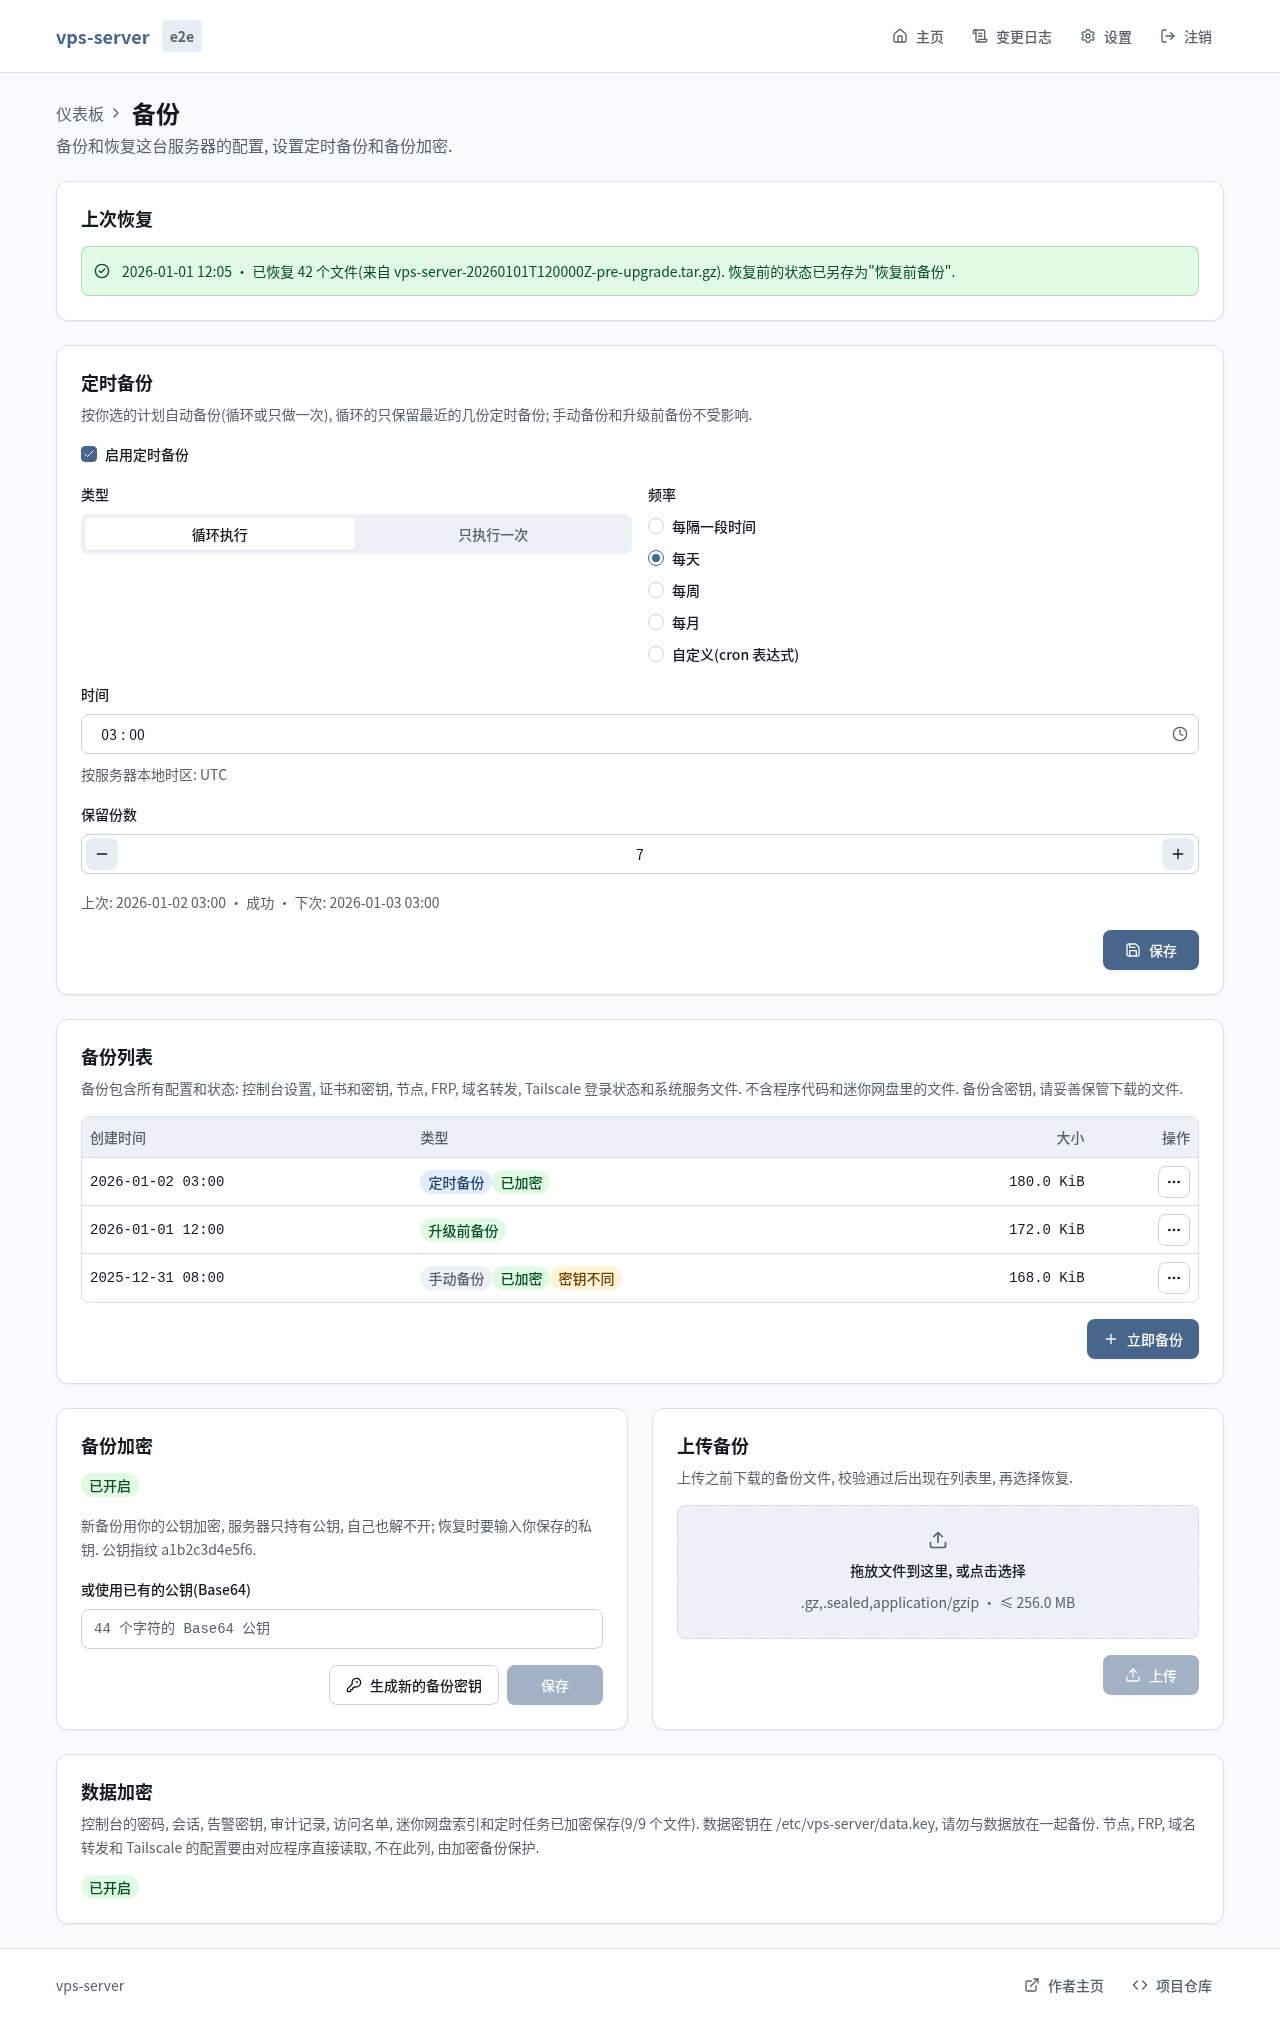 vps-server e2e 主页 变更日志 设置 注销
仪表板 备份
备份和恢复这台服务器的配置, 设置定时备份和备份加密.
上次恢复
2026-01-01 12:05 · 已恢复 42 个文件(来自 vps-server-20260101T120000Z-pre-upgrade.tar.gz). 恢复前的状态已另存为"恢复前备份".
定时备份
按你选的计划自动备份(循环或只做一次), 循环的只保留最近的几份定时备份; 手动备份和升级前备份不受影响.
启用定时备份
类型
循环执行 只执行一次
频率
每隔一段时间
每天
每周
每月
自定义(cron 表达式)
时间
03 : 00
按服务器本地时区: UTC
保留份数
7
上次: 2026-01-02 03:00 · 成功 · 下次: 2026-01-03 03:00
保存
备份列表
备份包含所有配置和状态: 控制台设置, 证书和密钥, 节点, FRP, 域名转发, Tailscale 登录状态和系统服务文件. 不含程序代码和迷你网盘里的文件. 备份含密钥, 请妥善保管下载的文件.
创建时间 类型 大小 操作
2026-01-02 03:00 定时备份 已加密 180.0 KiB
2026-01-01 12:00 升级前备份 172.0 KiB
2025-12-31 08:00 手动备份 已加密 密钥不同 168.0 KiB
立即备份
备份加密
已开启
新备份用你的公钥加密, 服务器只持有公钥, 自己也解不开; 恢复时要输入你保存的私
钥. 公钥指纹 a1b2c3d4e5f6.
或使用已有的公钥(Base64)
44 个字符的 Base64 公钥
生成新的备份密钥 保存
上传备份
上传之前下载的备份文件, 校验通过后出现在列表里, 再选择恢复.
拖放文件到这里, 或点击选择
.gz,.sealed,application/gzip · ≤ 256.0 MB
上传
数据加密
控制台的密码, 会话, 告警密钥, 审计记录, 访问名单, 迷你网盘索引和定时任务已加密保存(9/9 个文件). 数据密钥在 /etc/vps-server/data.key, 请勿与数据放在一起备份. 节点, FRP, 域名
转发和 Tailscale 的配置要由对应程序直接读取, 不在此列, 由加密备份保护.
已开启
vps-server 作者主页 项目仓库